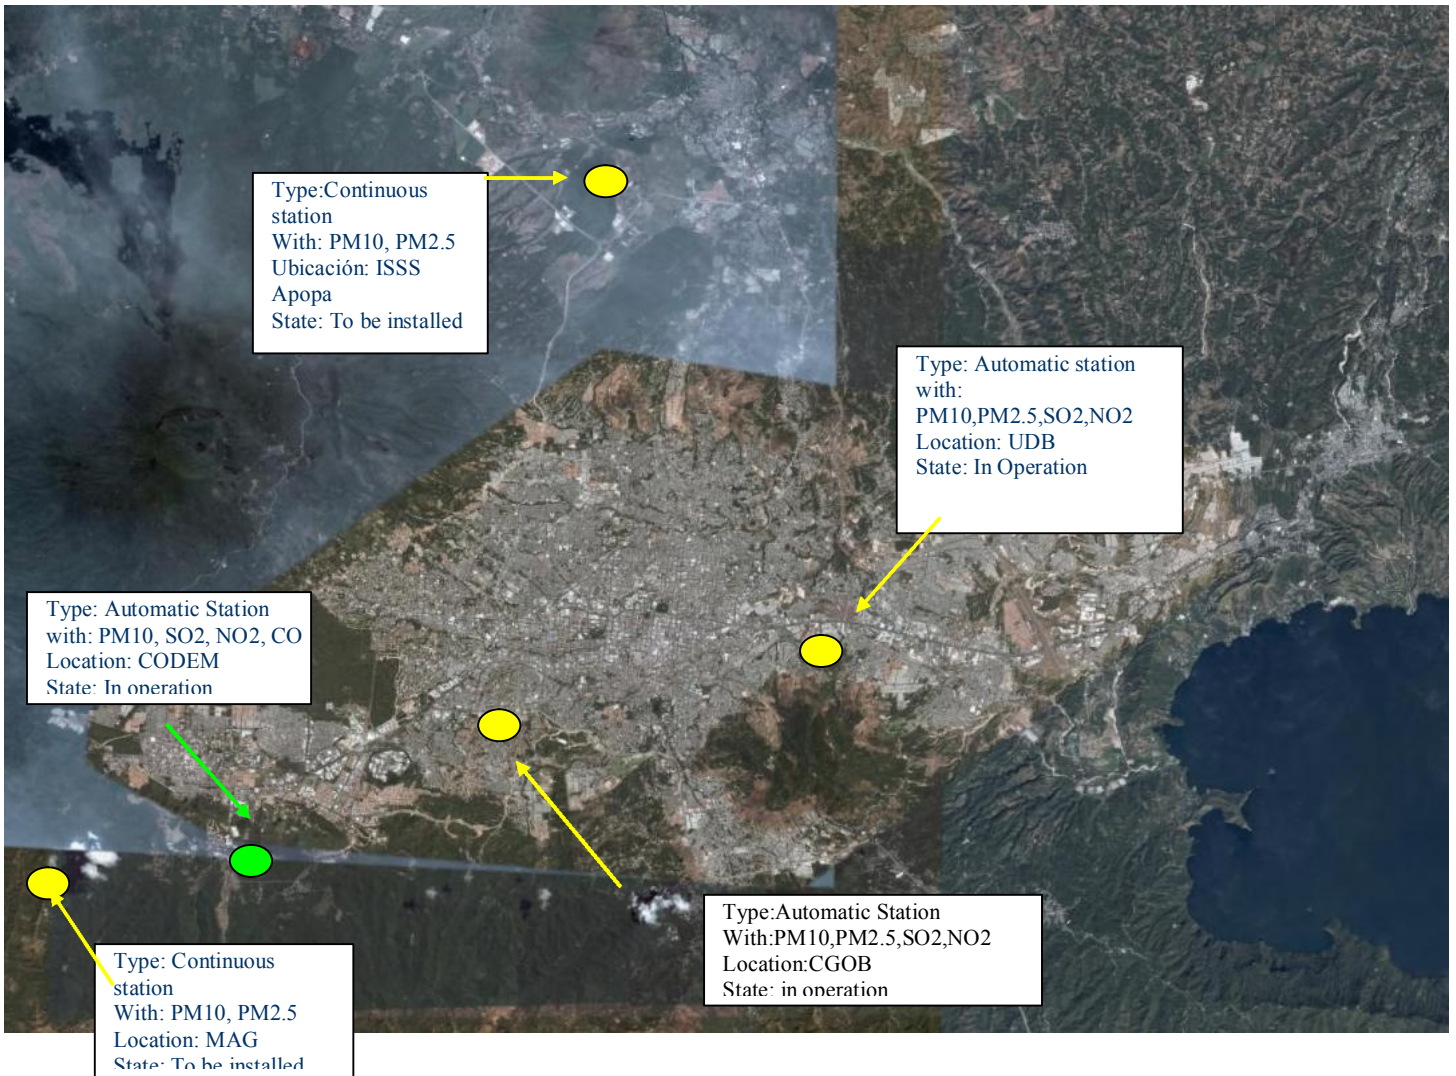 Type:Continuous
station
With: PM10, PM2.5
Ubicación: ISSS
Apopa
State: To be installed
Type: Automatic station
with:
PM10,PM2.5,SO2,NO2
Location: UDB
State: In Operation
Type: Automatic Station
with: PM10, SO2, NO2, CO
Location: CODEM
State: In operation
Type:Automatic Station
With:PM10,PM2.5,SO2,NO2
Location:CGOB
State: in operation
Type: Continuous
station
With: PM10, PM2.5
Location: MAG
State: To be installed